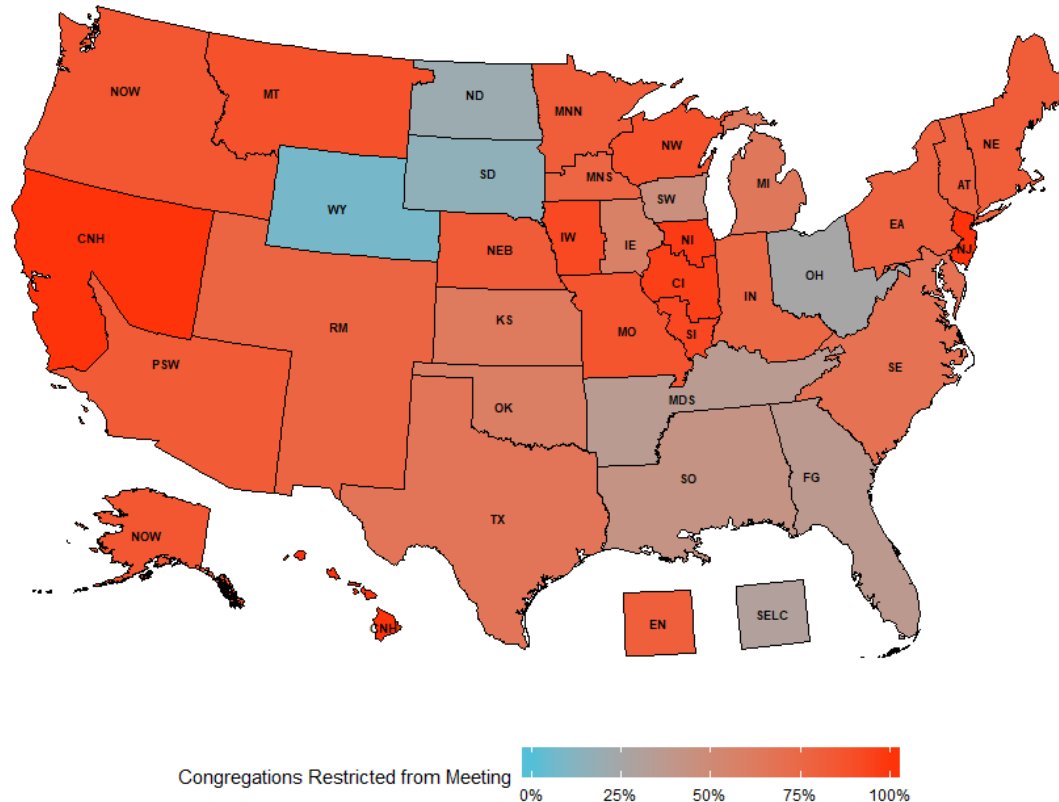 NOW
MT
ND
MNN
NW
NE
MNS
MI
AT
SD
SW
WY
EA
CNH
NEB
IW
IE
NI
NJ
CI
IN
OH
RM
KS
MO
SI
PSW
SE
MDS
OK
SO
FG
TX
NOW
CNH
EN
SELC
Congregations Restricted from Meeting
0% 25% 50% 75% 100%